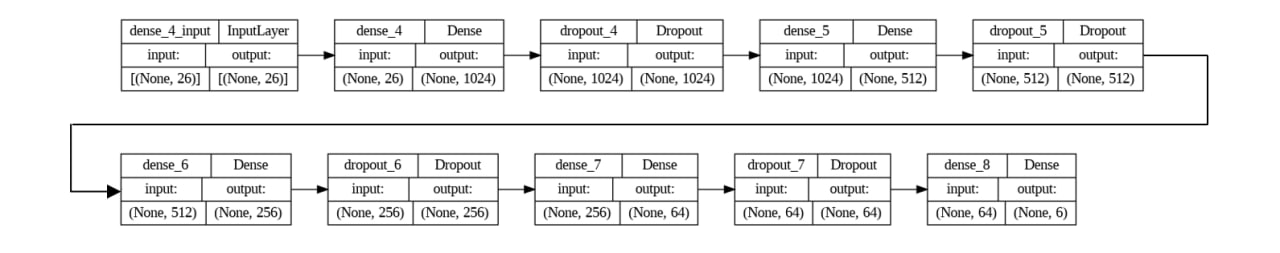 dense_4_input InputLayer dense_4 Dense dropout_4 Dropout dense_5 Dense dropout_5 Dropout
input: output: input: output: input: output: input: output: input: output:
[(None, 26)] [(None, 26)] (None, 26) (None, 1024) (None, 1024) (None, 1024) (None, 1024) (None, 512) (None, 512) (None, 512)
dense_6 Dense dropout_6 Dropout dense_7 Dense dropout_7 Dropout dense_8 Dense
input: output: input: output: input: output: input: output: input: output:
(None, 512) (None, 256) (None, 256) (None, 256) (None, 256) (None, 64) (None, 64) (None, 64) (None, 64) (None, 6)